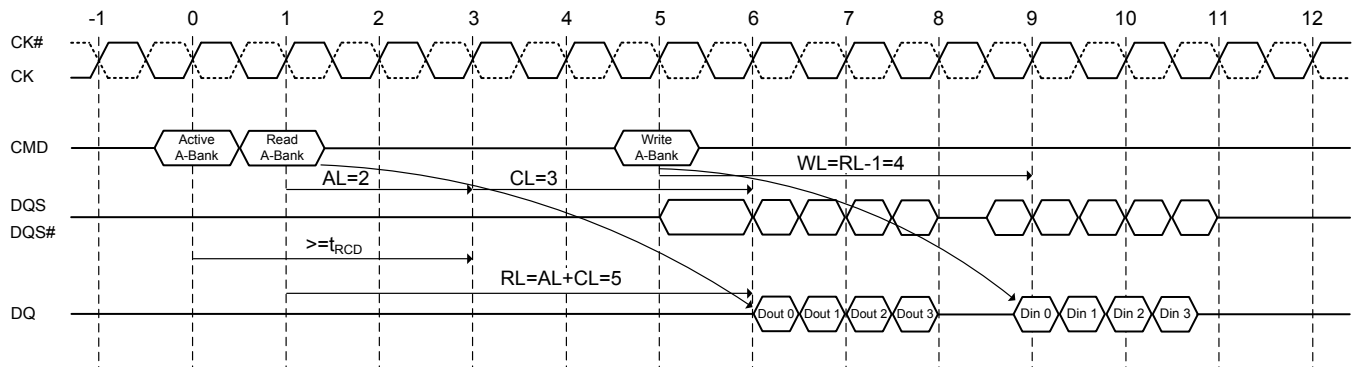 -1 0 1 2 3 4 5 6 7 8 9 10 11 12
CK#
CK
Active Read Write
CMD A-Bank A-Bank A-Bank
WL=RL-1=4
AL=2 CL=3
DQS
DQS#
>=tRCD
RL=AL+CL=5
DQ Dout 0 Dout 1 Dout 2 Dout 3 Din 0 Din 1 Din 2 Din 3